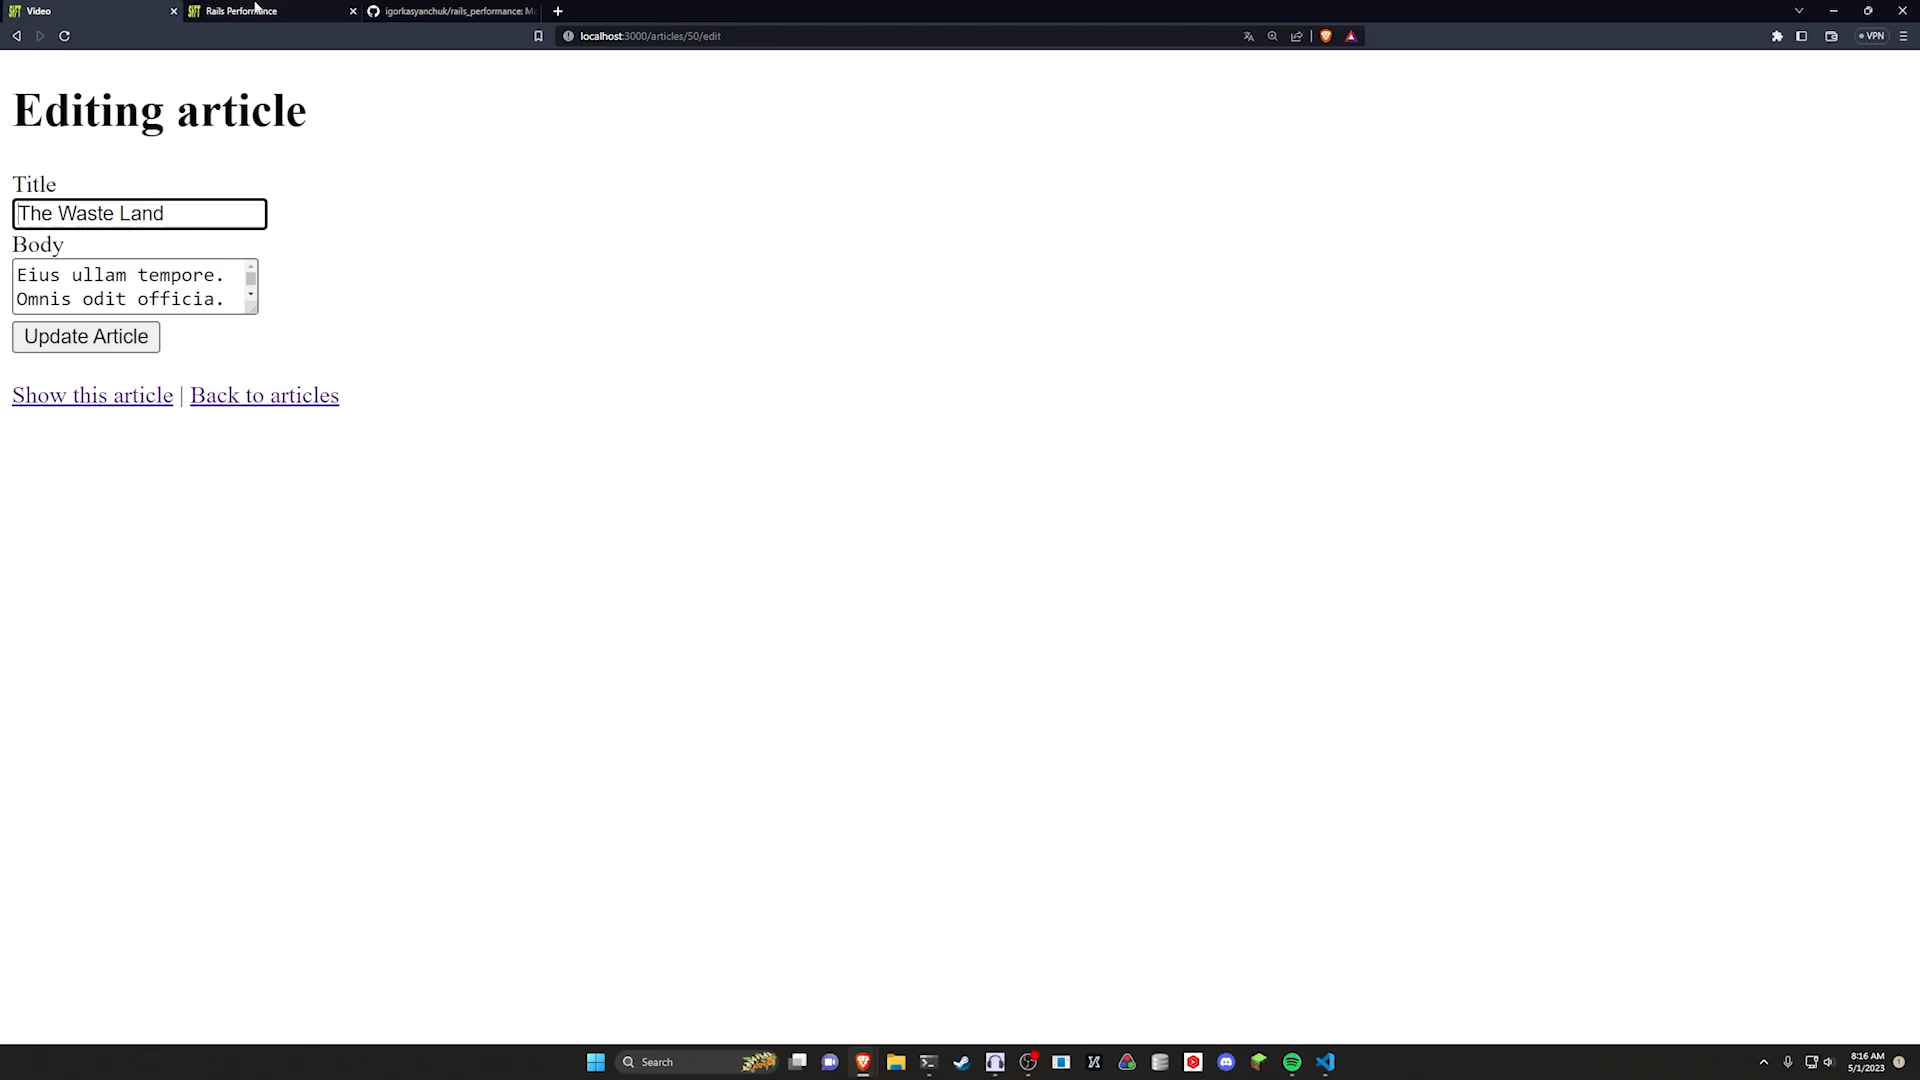 Video
Rails Performance
igorkasyanchuk/rails_performance: Mo
localhost:3000/articles/50/edit
VPN
Editing article
Title
The Waste Land
Body
Eius ullam tempore.
Omnis odit officia.
Update Article
Show this article | Back to articles
Search
8:16 AM
5/1/2023